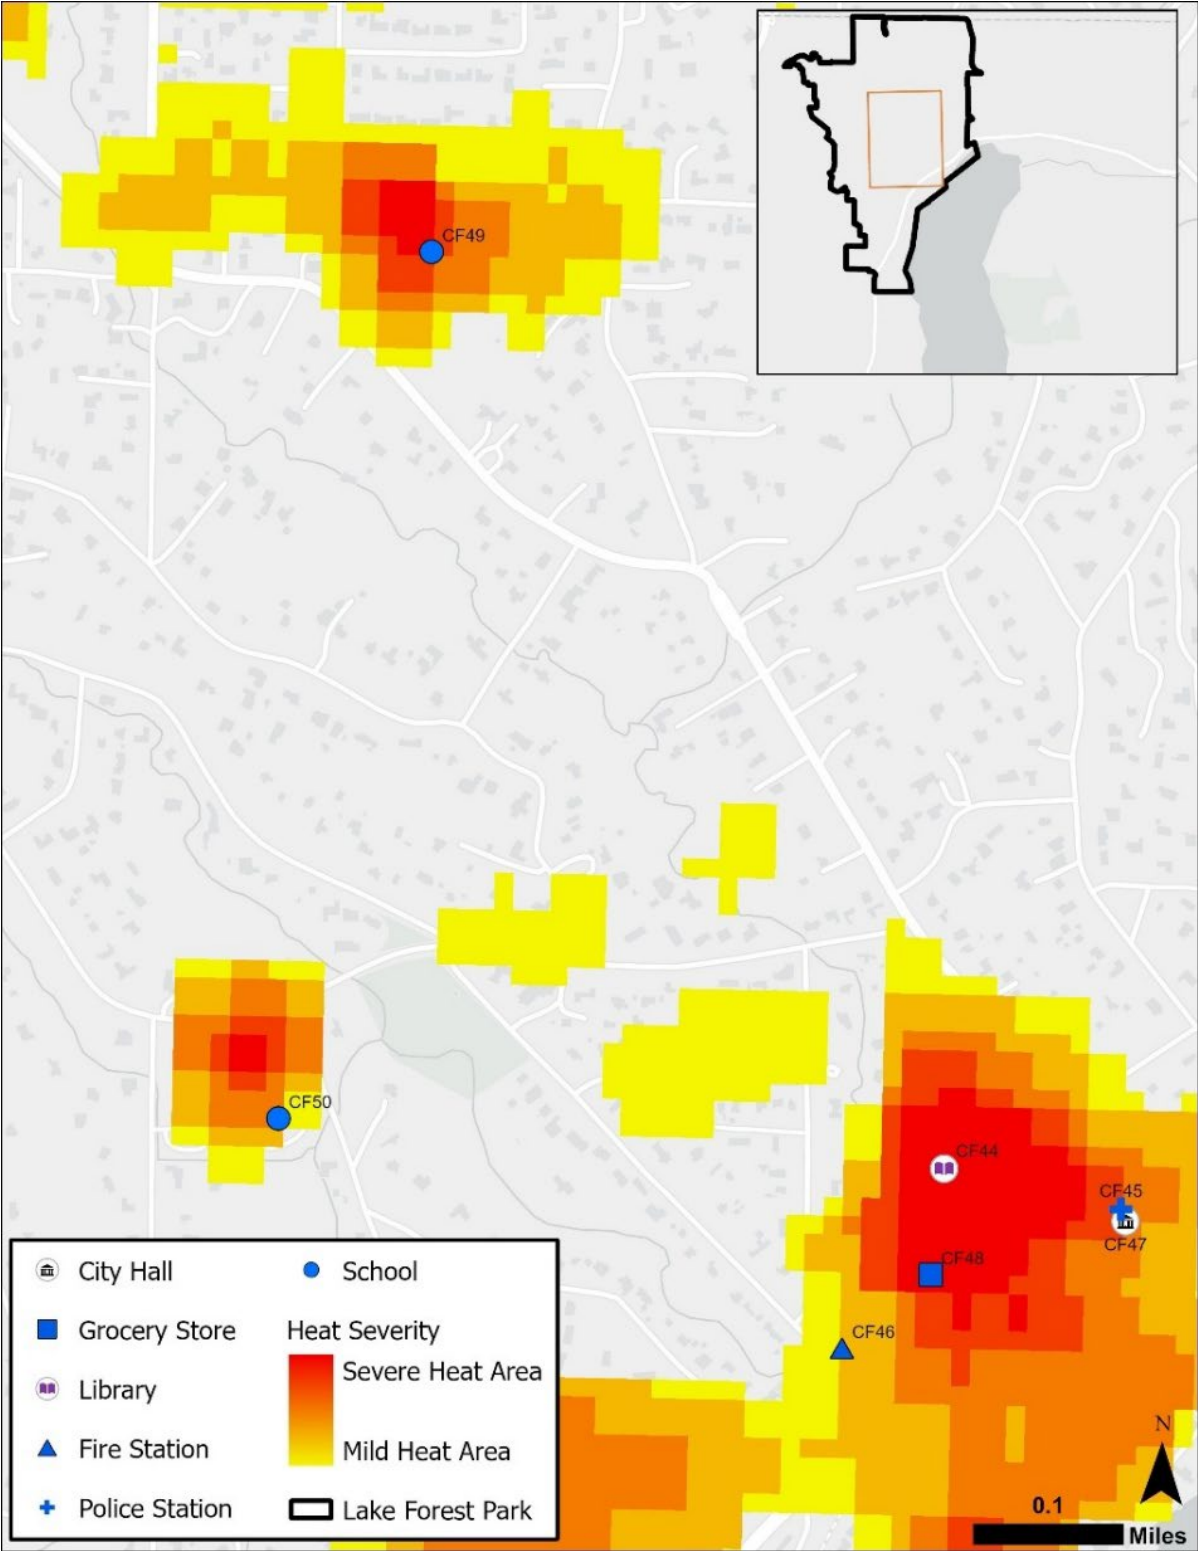 CF49
CF50
CF44
CF45
CF47
CF48
CF46
City Hall
School
Grocery Store
Heat Severity
Severe Heat Area
Library
Fire Station
Mild Heat Area
Police Station
Lake Forest Park
N
0.1
Miles